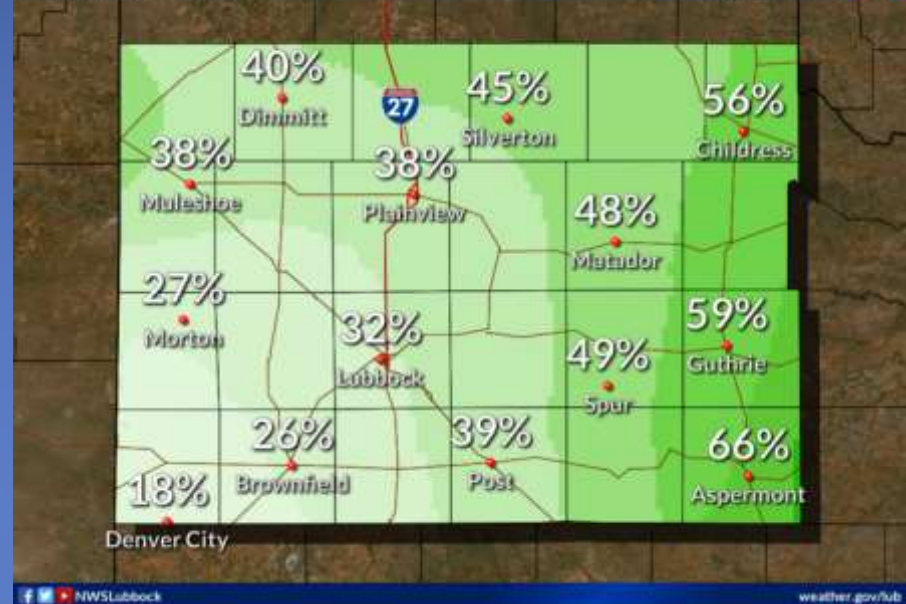 40%
Dimmitt
27
45%
Silverton
56%
Childress
38%
Muleshoe
38%
Plainview
48%
Matador
27%
Morton
32%
Lubbock
49%
Spur
59%
Guthrie
26%
Brownfield
39%
Post
66%
Aspermont
18%
Denver City
NWSLubbock
weather.gov/lub